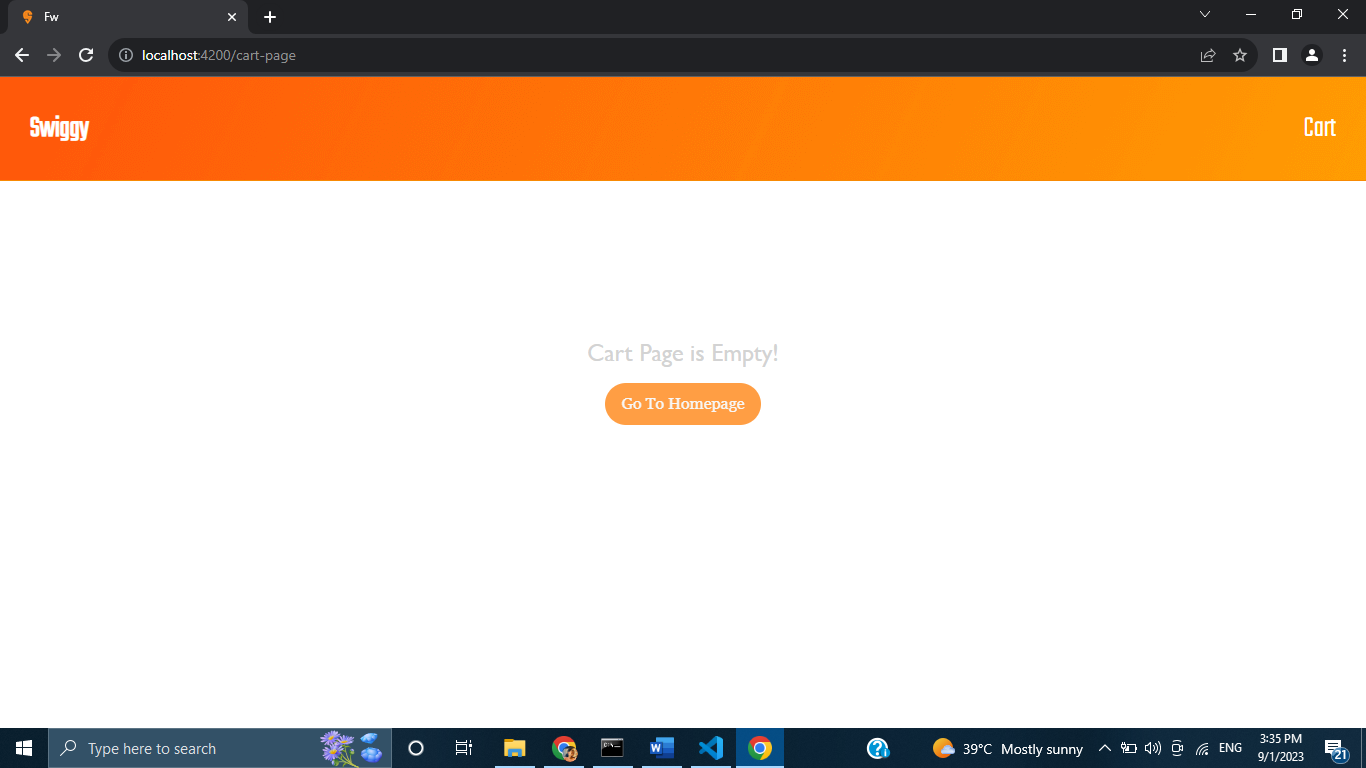 Fw
localhost:4200/cart-page
Swiggy
Cart
Cart Page is Empty!
Go To Homepage
Type here to search
39°C Mostly sunny
ENG
3:35 PM
9/1/2023
21